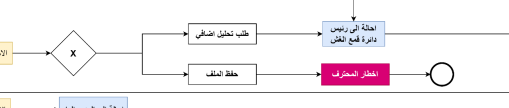 احالة الى رئيس
دائرة قمع الغش
طلب تحليل اضافي
X
حفظ الملف
اخطار المحترف